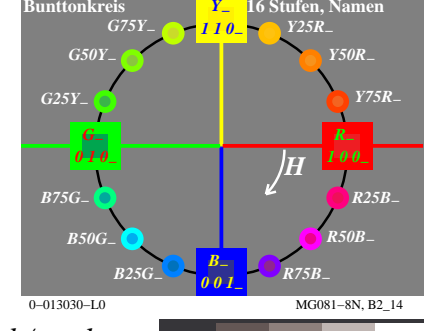 Bunttonkreis
Y_
16 Stufen, Namen
1 1 0_
G75Y_
Y25R_
G50Y_
Y50R_
G25Y_
Y75R_
G_
0 1 0_
R_
1 0 0_
H
B75G_
R25B_
B50G_
R50B_
B25G_
B_
0 0 1_
R75B_
0-013030-L0
MG081-8N, B2_14